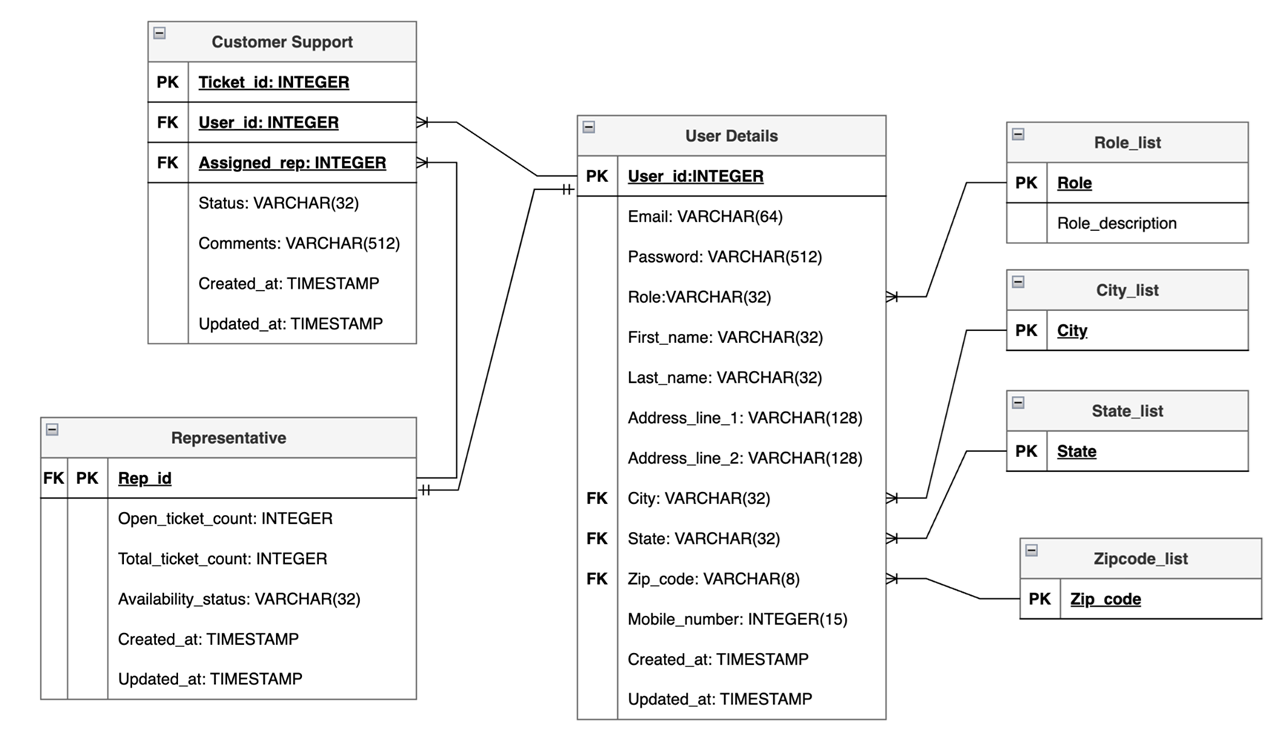 Customer Support
PK Ticket_id: INTEGER
FK User_id: INTEGER
FK Assigned_rep: INTEGER
Status: VARCHAR(32)
Comments: VARCHAR(512)
Created_at: TIMESTAMP
Updated_at: TIMESTAMP
Representative
FK PK Rep_id
Open_ticket_count: INTEGER
Total_ticket_count: INTEGER
Availability_status: VARCHAR(32)
Created_at: TIMESTAMP
Updated_at: TIMESTAMP
User Details
PK User_id:INTEGER
Email: VARCHAR(64)
Password: VARCHAR(512)
Role:VARCHAR(32)
First_name: VARCHAR(32)
Last_name: VARCHAR(32)
Address_line_1: VARCHAR(128)
Address_line_2: VARCHAR(128)
FK City: VARCHAR(32)
FK State: VARCHAR(32)
FK Zip_code: VARCHAR(8)
Mobile_number: INTEGER(15)
Created_at: TIMESTAMP
Updated_at: TIMESTAMP
Role_list
PK Role
Role_description
City_list
PK City
State_list
PK State
Zipcode_list
PK Zip_code